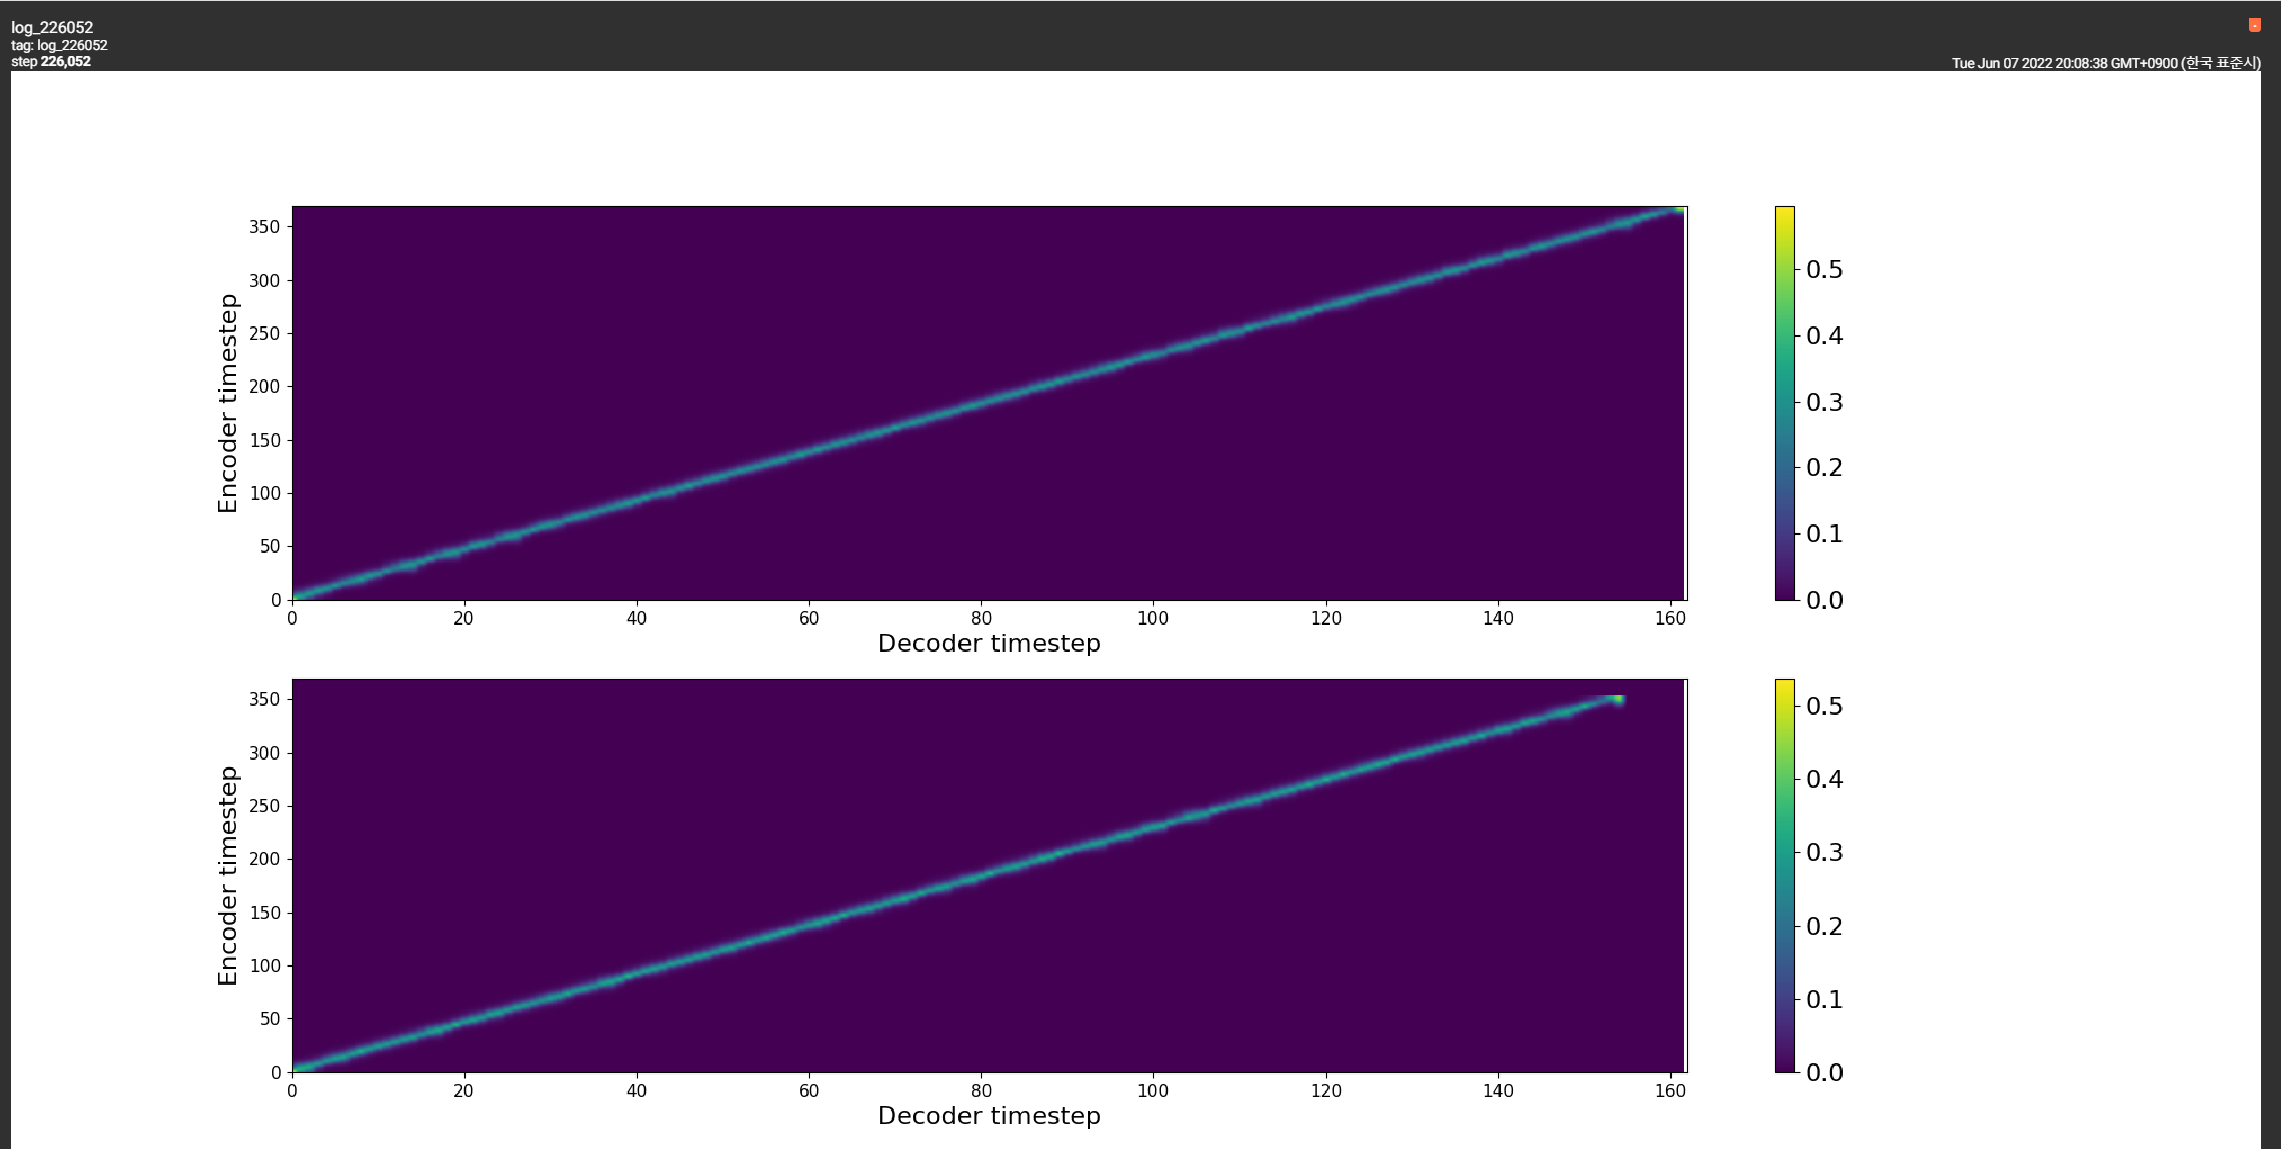 log_226052
tag: log_226052
step 226,052
Tue Jun 07 2022 20:08:38 GMT+0900 (한국 표준시)
350
300
250
200
150
100
50
0
Encoder timestep
0 20 40 60 80 100 120 140 160
Decoder timestep
0.5
0.4
0.3
0.2
0.1
0.0
350
300
250
200
150
100
50
0
Encoder timestep
0 20 40 60 80 100 120 140 160
Decoder timestep
0.5
0.4
0.3
0.2
0.1
0.0